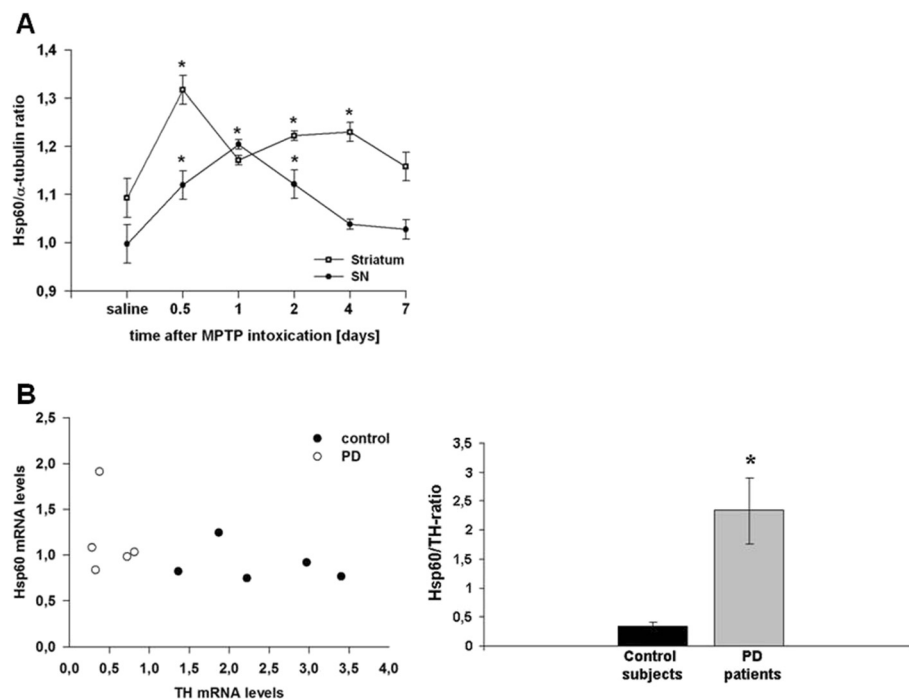 A
Hsp60/α-tubulin ratio
1,4
1,3
1,2
1,1
1,0
0,9
* * * *
* *
Striatum
SN
saline 0.5 1 2 4 7
time after MPTP intoxication [days]
B
Hsp60 mRNA levels
2,5
2,0
1,5
1,0
0,5
0,0
control
PD
0,0 0,5 1,0 1,5 2,0 2,5 3,0 3,5 4,0
TH mRNA levels
Hsp60/TH-ratio
3,5
3
2,5
2
1,5
1
0,5
0
*
Control
subjects
PD
patients